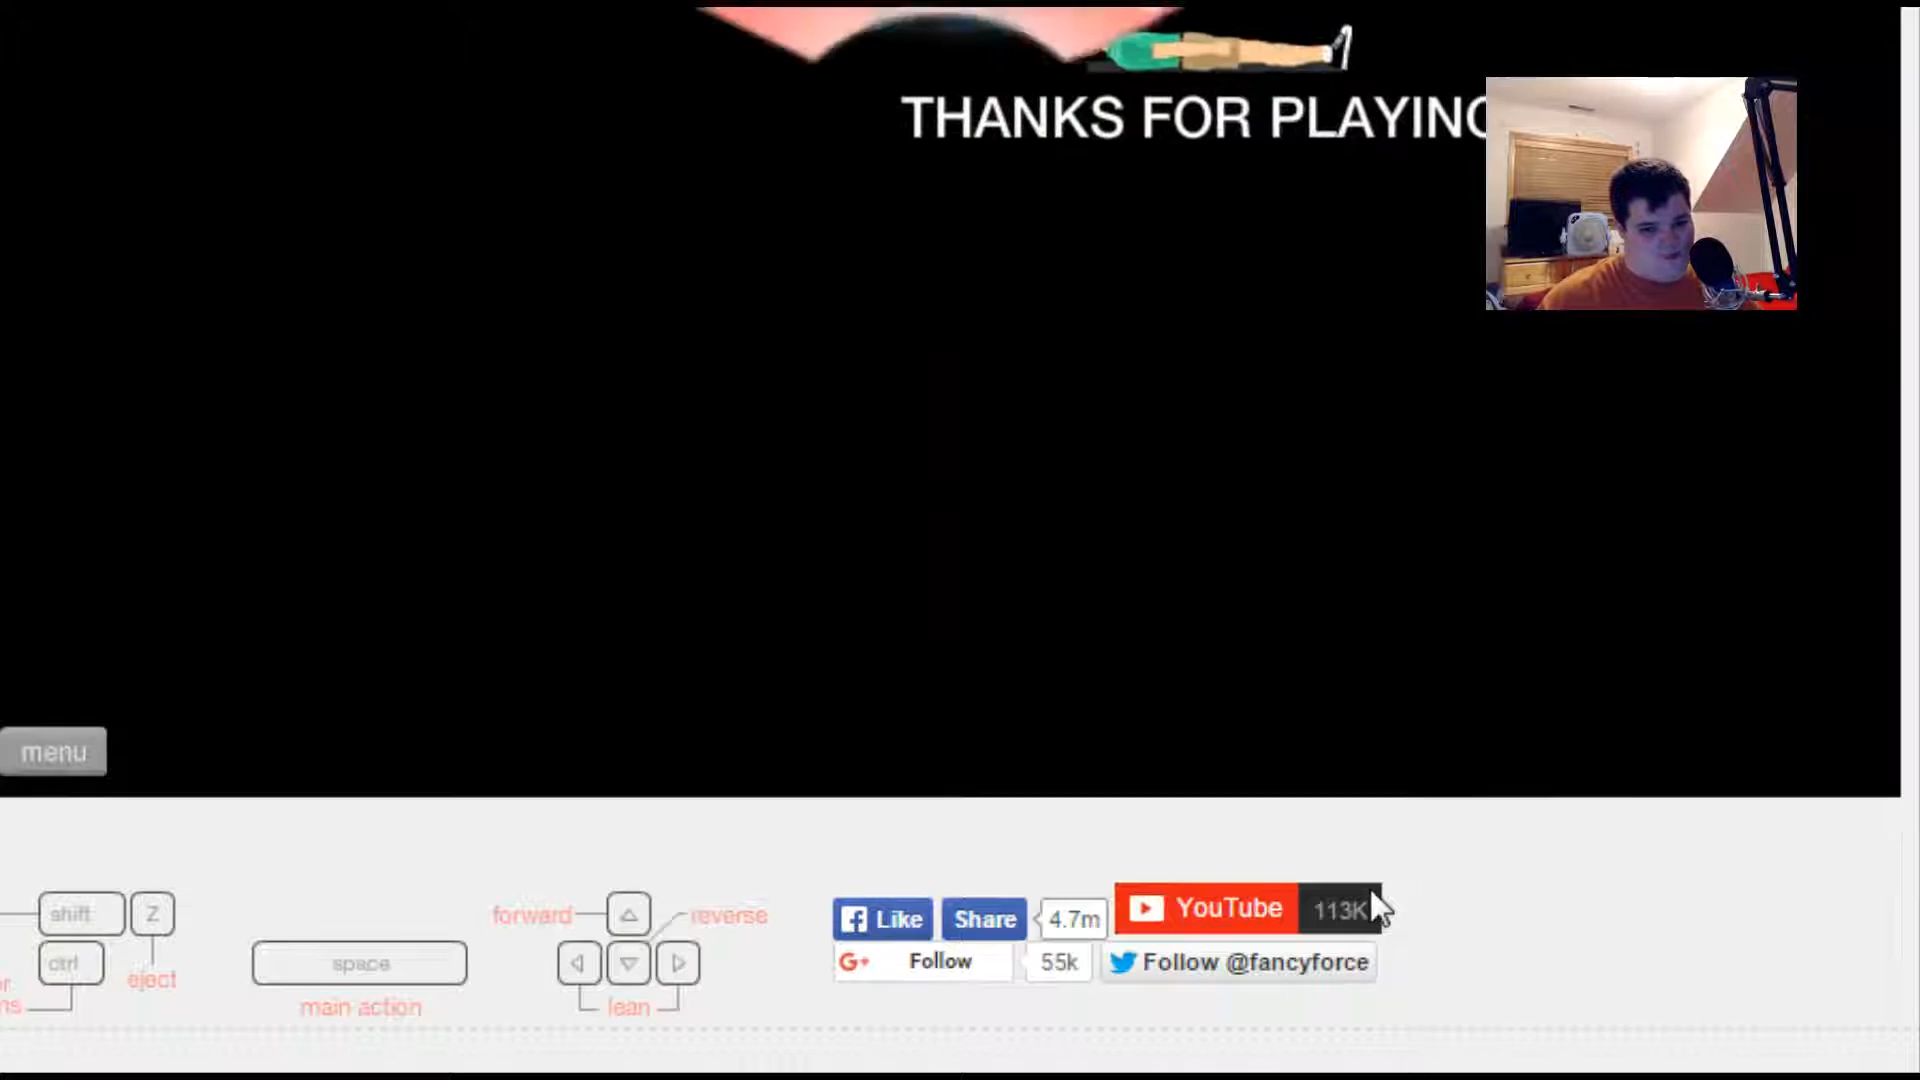 THANKS FOR PLAYING
menu
shift Z
ctrl
eject
space
main action
forward
reverse
lean
Like Share 4.7m
YouTube 113K
G+ Follow 55k
Follow @fancyforce